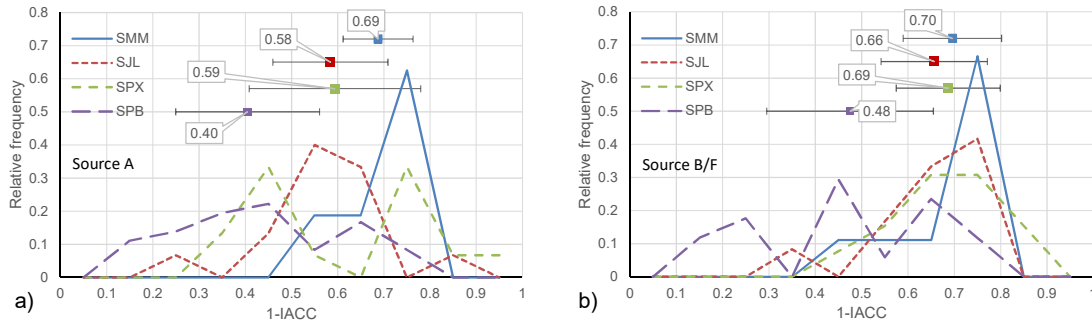 0.8
0.7
0.6
0.5
0.4
0.3
0.2
0.1
0
Relative frequency
SMM
SJL
SPX
SPB
0.69
0.58
0.59
0.40
Source A
0 0.1 0.2 0.3 0.4 0.5 0.6 0.7 0.8 0.9 1
1-IACC
a)
0.8
0.7
0.6
0.5
0.4
0.3
0.2
0.1
0
Relative frequency
SMM
SJL
SPX
SPB
0.70
0.66
0.69
0.48
Source B/F
0 0.1 0.2 0.3 0.4 0.5 0.6 0.7 0.8 0.9 1
1-IACC
b)